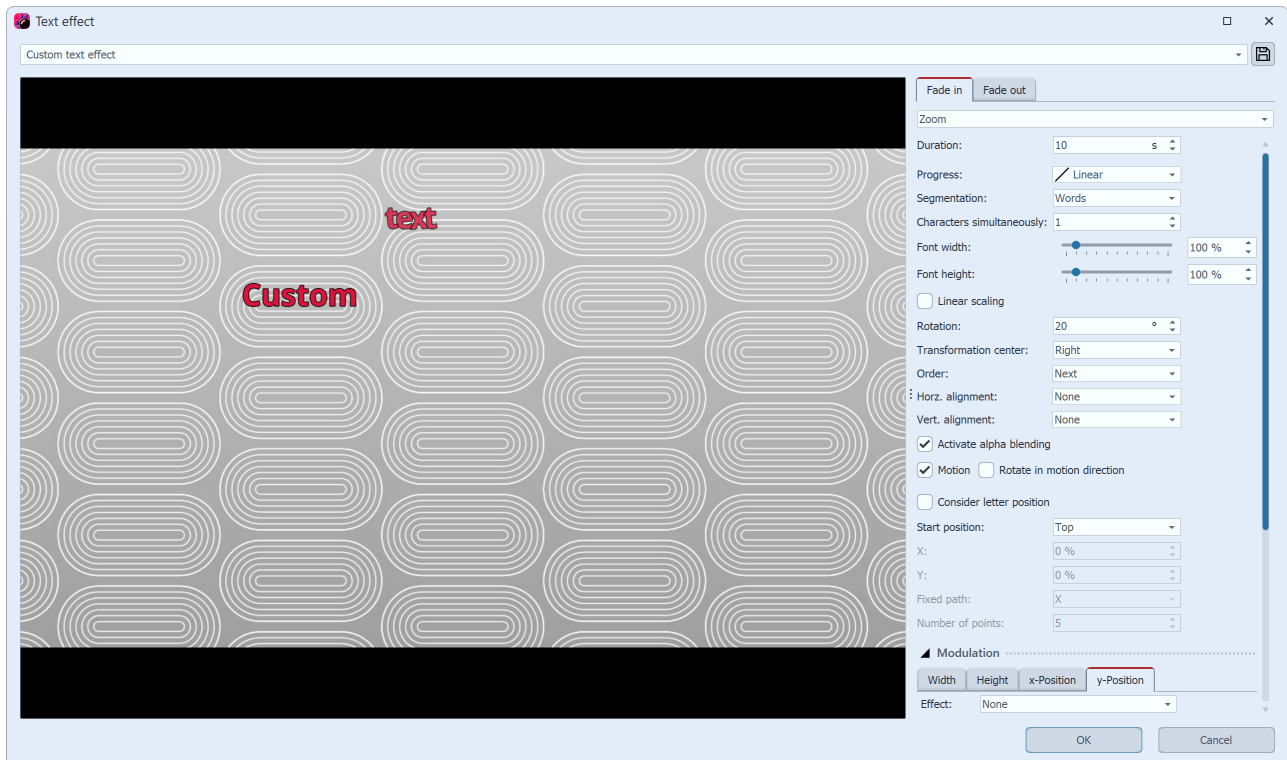 Text effect
Custom text effect
Fade in Fade out
Zoom
Duration: 10 s
Progress: Linear
Segmentation: Words
Characters simultaneously: 1
Font width: 100 %
Font height: 100 %
Linear scaling
Rotation: 20 °
Transformation center: Right
Order: Next
Horz. alignment: None
Vert. alignment: None
Activate alpha blending
Motion Rotate in motion direction
Consider letter position
Start position: Top
X: 0 %
Y: 0 %
Fixed path: X
Number of points: 5
Modulation
Width Height x-Position y-Position
Effect: None
OK Cancel
text
Custom